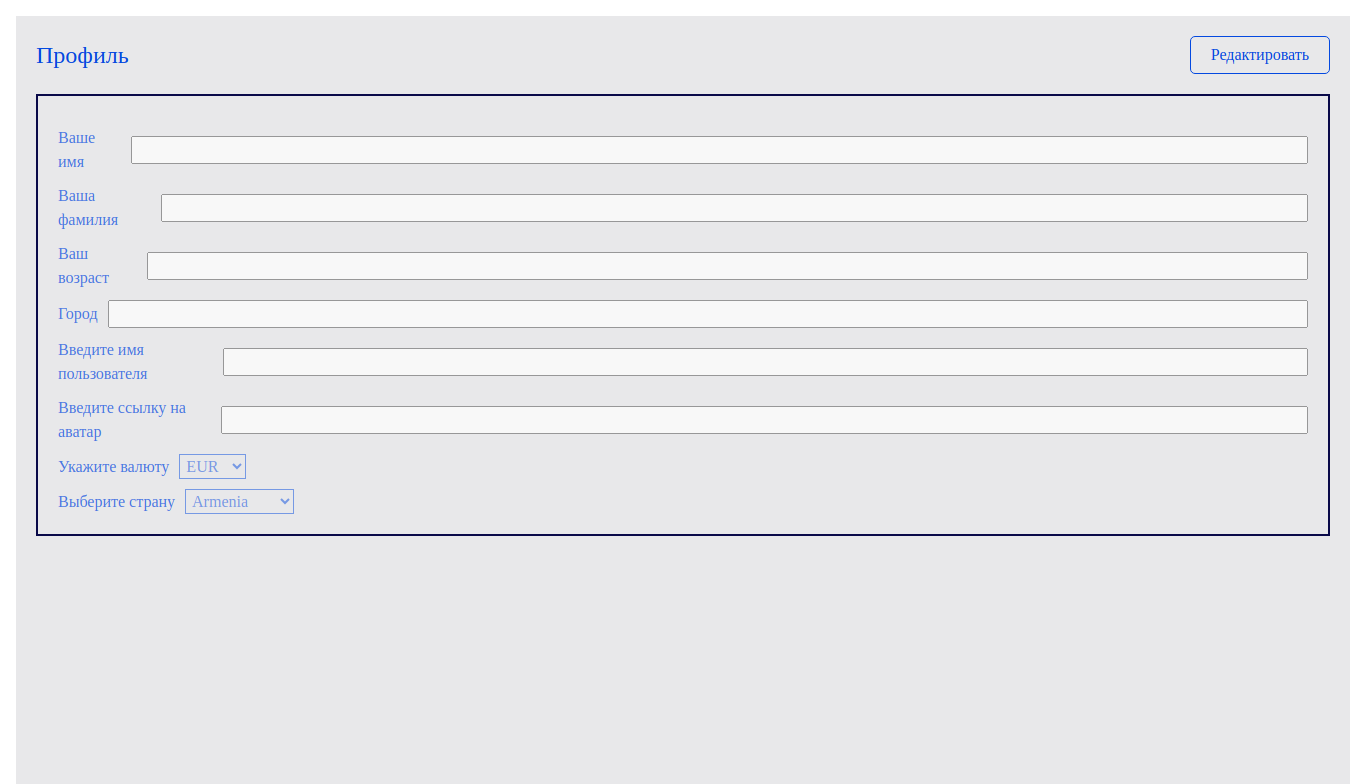 Профиль
Редактировать
Ваше
имя
Ваша
фамилия
Ваш
возраст
Город
Введите имя
пользователя
Введите ссылку на
аватар
Укажите валюту EUR
Выберите страну Armenia